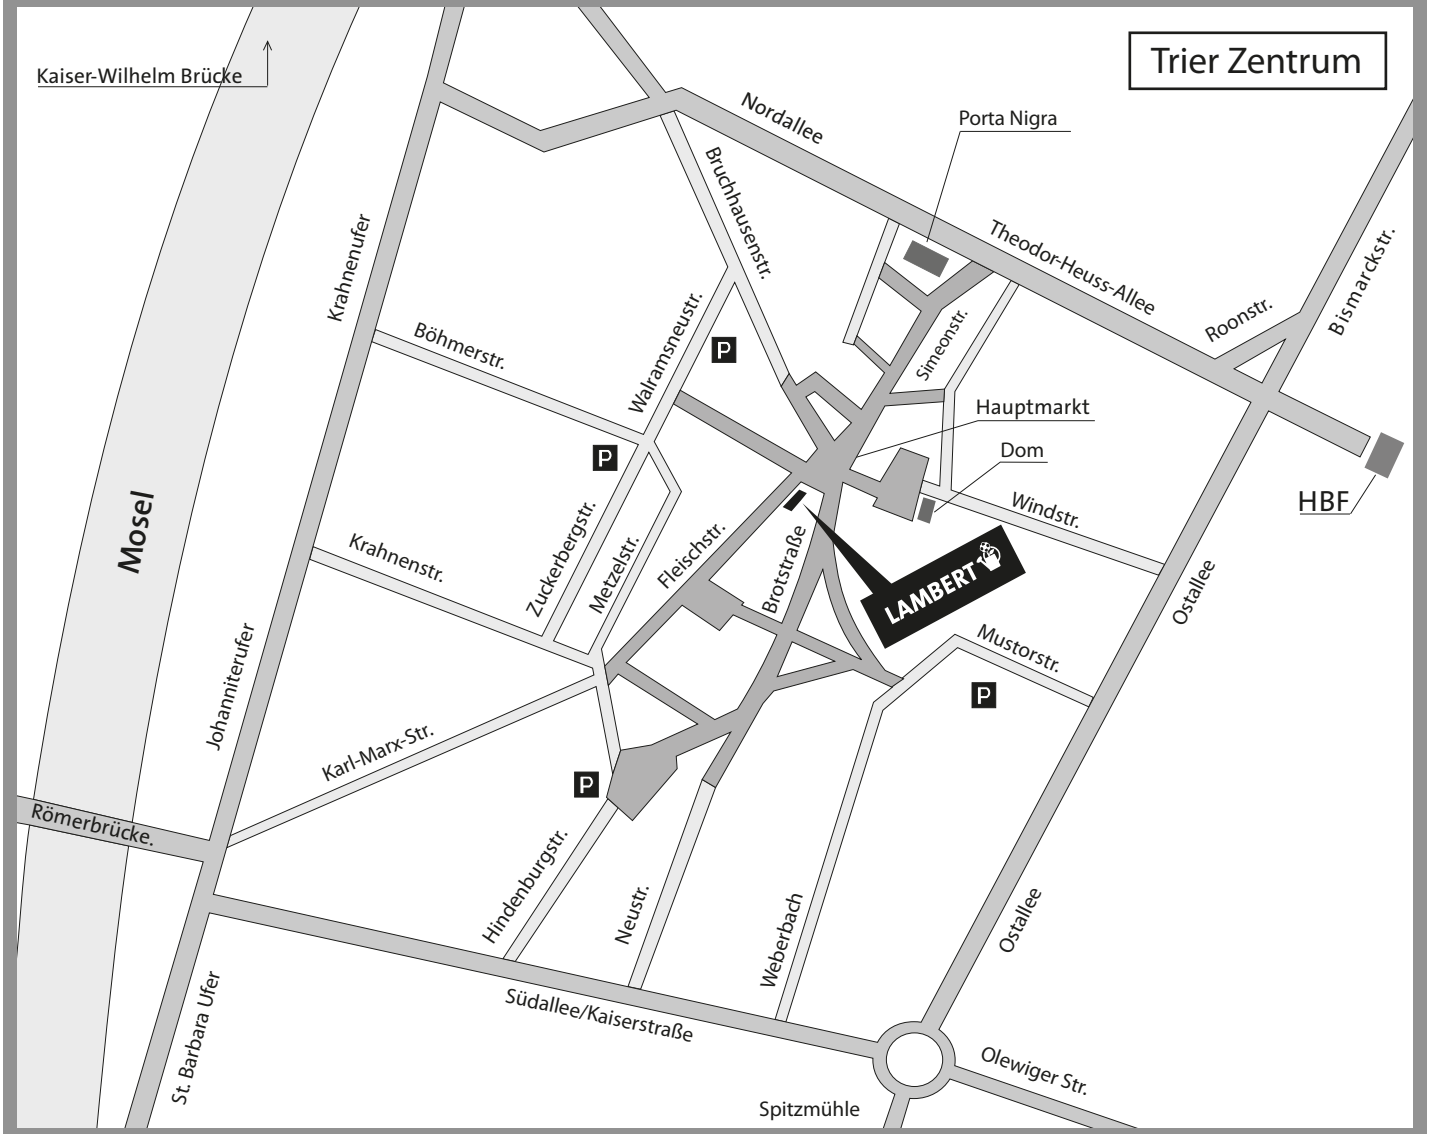 Trier Zentrum
Kaiser-Wilhelm Brücke
Nordallee
Porta Nigra
Bruchhausenstr.
Theodor-Heuss-Allee
Krahnenufer
Bismarckstr.
Roonstr.
Böhmerstr.
Walramsneustr.
P
Simeonstr.
Hauptmarkt
P
Dom
Mosel
HBF
Windstr.
Krahnenstr.
Zuckerbergstr.
Metzelstr.
Fleischstr.
Brotstraße
LAMBERT
Ostallee
Mustorstr.
P
Johanniterufer
Karl-Marx-Str.
P
Römerbrücke.
Hindenburgstr.
Neustr.
Weberbach
Ostallee
St. Barbara Ufer
Südallee/Kaiserstraße
Olewiger Str.
Spitzmühle